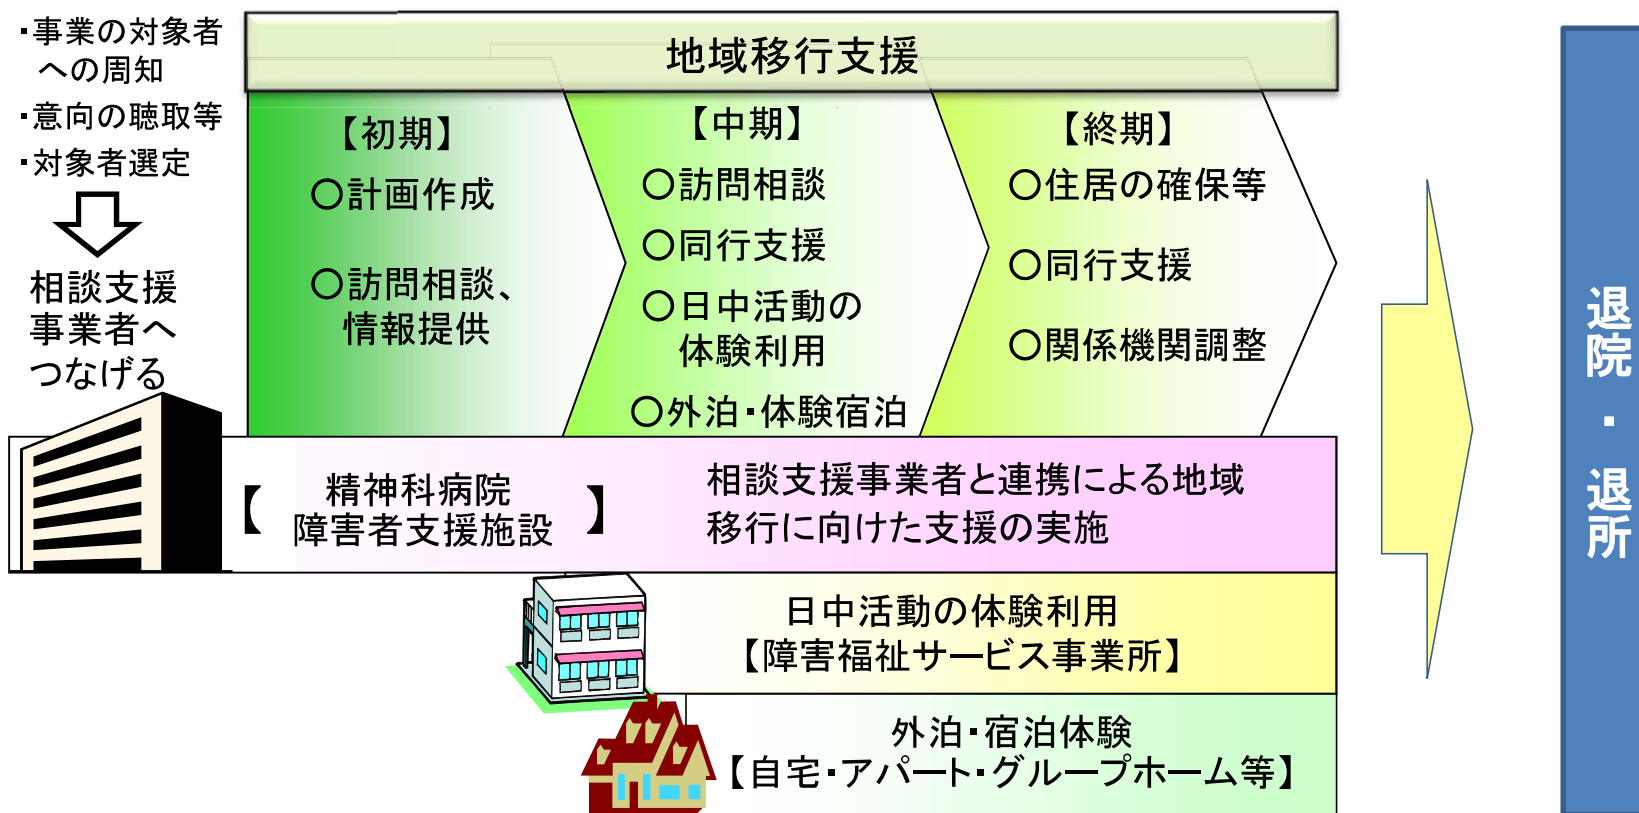 ・事業の対象者
への周知
・意向の聴取等
・対象者選定
相談支援
事業者へ
つなげる
地域移行支援
【初期】
○計画作成
○訪問相談、
情報提供
【中期】
○訪問相談
○同行支援
○日中活動の
体験利用
○外泊・体験宿泊
【終期】
○住居の確保等
○同行支援
○関係機関調整
【精神科病院
障害者支援施設】
相談支援事業者と連携による地域
移行に向けた支援の実施
日中活動の体験利用
【障害福祉サービス事業所】
外泊・宿泊体験
【自宅・アパート・グループホーム等】
退院・退所